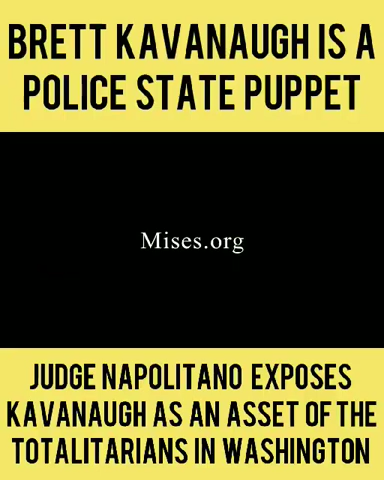 BRETT KAVANAUGH IS A
POLICE STATE PUPPET
Mises.org
JUDGE NAPOLITANO EXPOSES
KAVANAUGH AS AN ASSET OF THE
TOTALITARIANS IN WASHINGTON